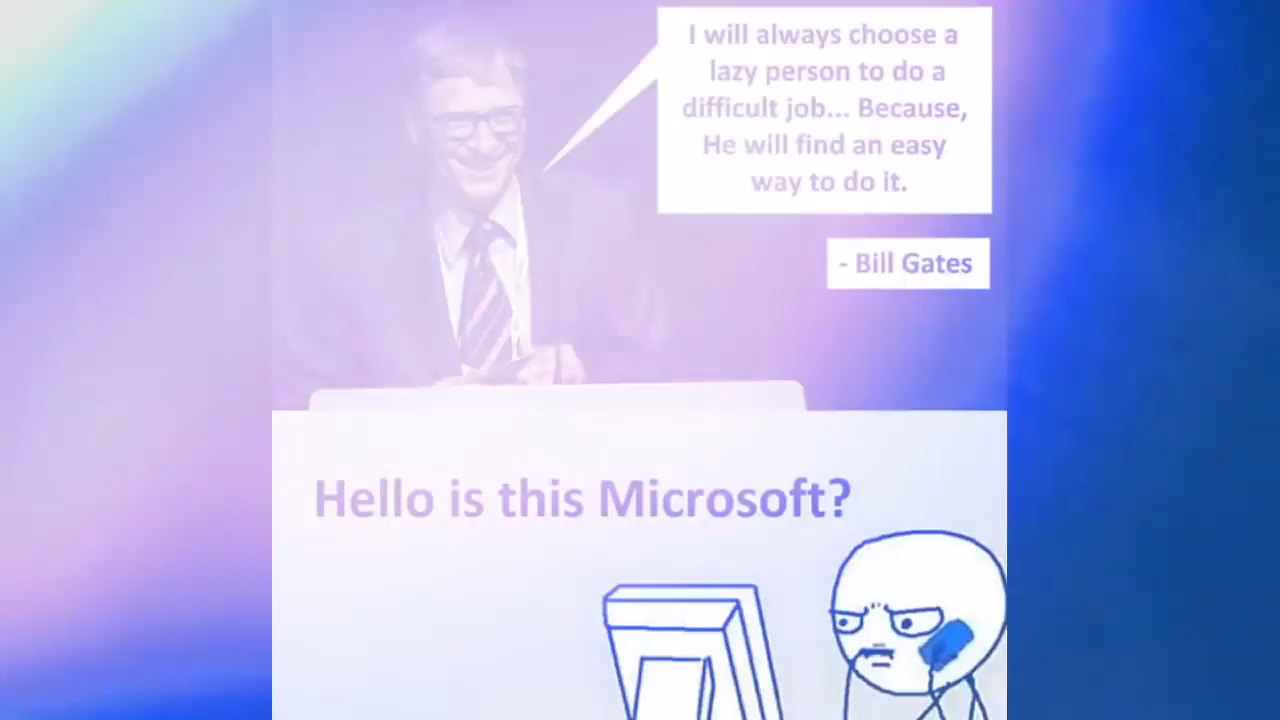 I will always choose a
lazy person to do a
difficult job... Because,
He will find an easy
way to do it.
- Bill Gates
Hello is this Microsoft?